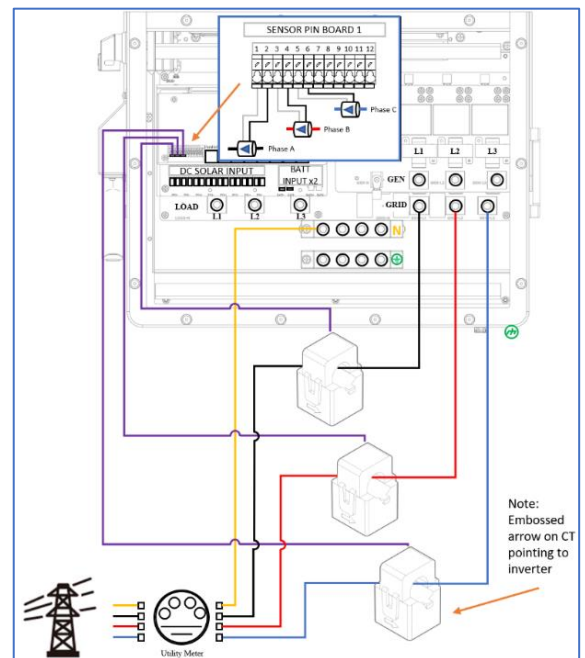 SENSOR PIN BOARD 1
1 2 3 4 5 6 7 8 9 10 11 12
Phase C
Phase B
Phase A
DC SOLAR INPUT
BATT
INPUT x2
L1 L2 L3
GEN
GRID
LOAD
L1 L2 L3
N
Note:
Embossed
arrow on CT
pointing to
inverter
Utility Meter